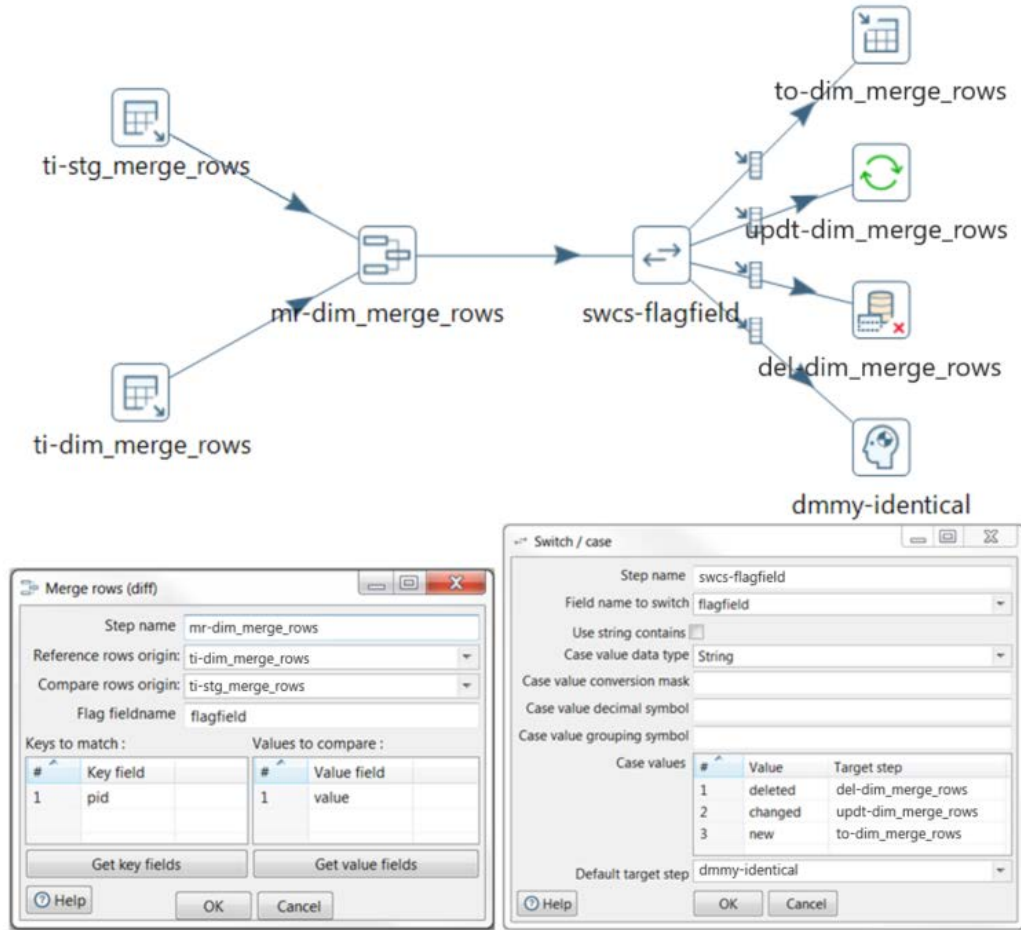 to-dim_merge_rows
ti-stg_merge_rows
updt-dim_merge_rows
mr-dim_merge_rows
swcs-flagfield
del-dim_merge_rows
ti-dim_merge_rows
dmmy-identical
Merge rows (diff)
Step name mr-dim_merge_rows
Reference rows origin: ti-dim_merge_rows
Compare rows origin: ti-stg_merge_rows
Flag fieldname flagfield
Keys to match : Values to compare :
# Key field # Value field
1 pid 1 value
Get key fields Get value fields
Help OK Cancel
Switch / case
Step name swcs-flagfield
Field name to switch flagfield
Use string contains
Case value data type String
Case value conversion mask
Case value decimal symbol
Case value grouping symbol
Case values # Value Target step
1 deleted del-dim_merge_rows
2 changed updt-dim_merge_rows
3 new to-dim_merge_rows
Default target step dmmy-identical
Help OK Cancel